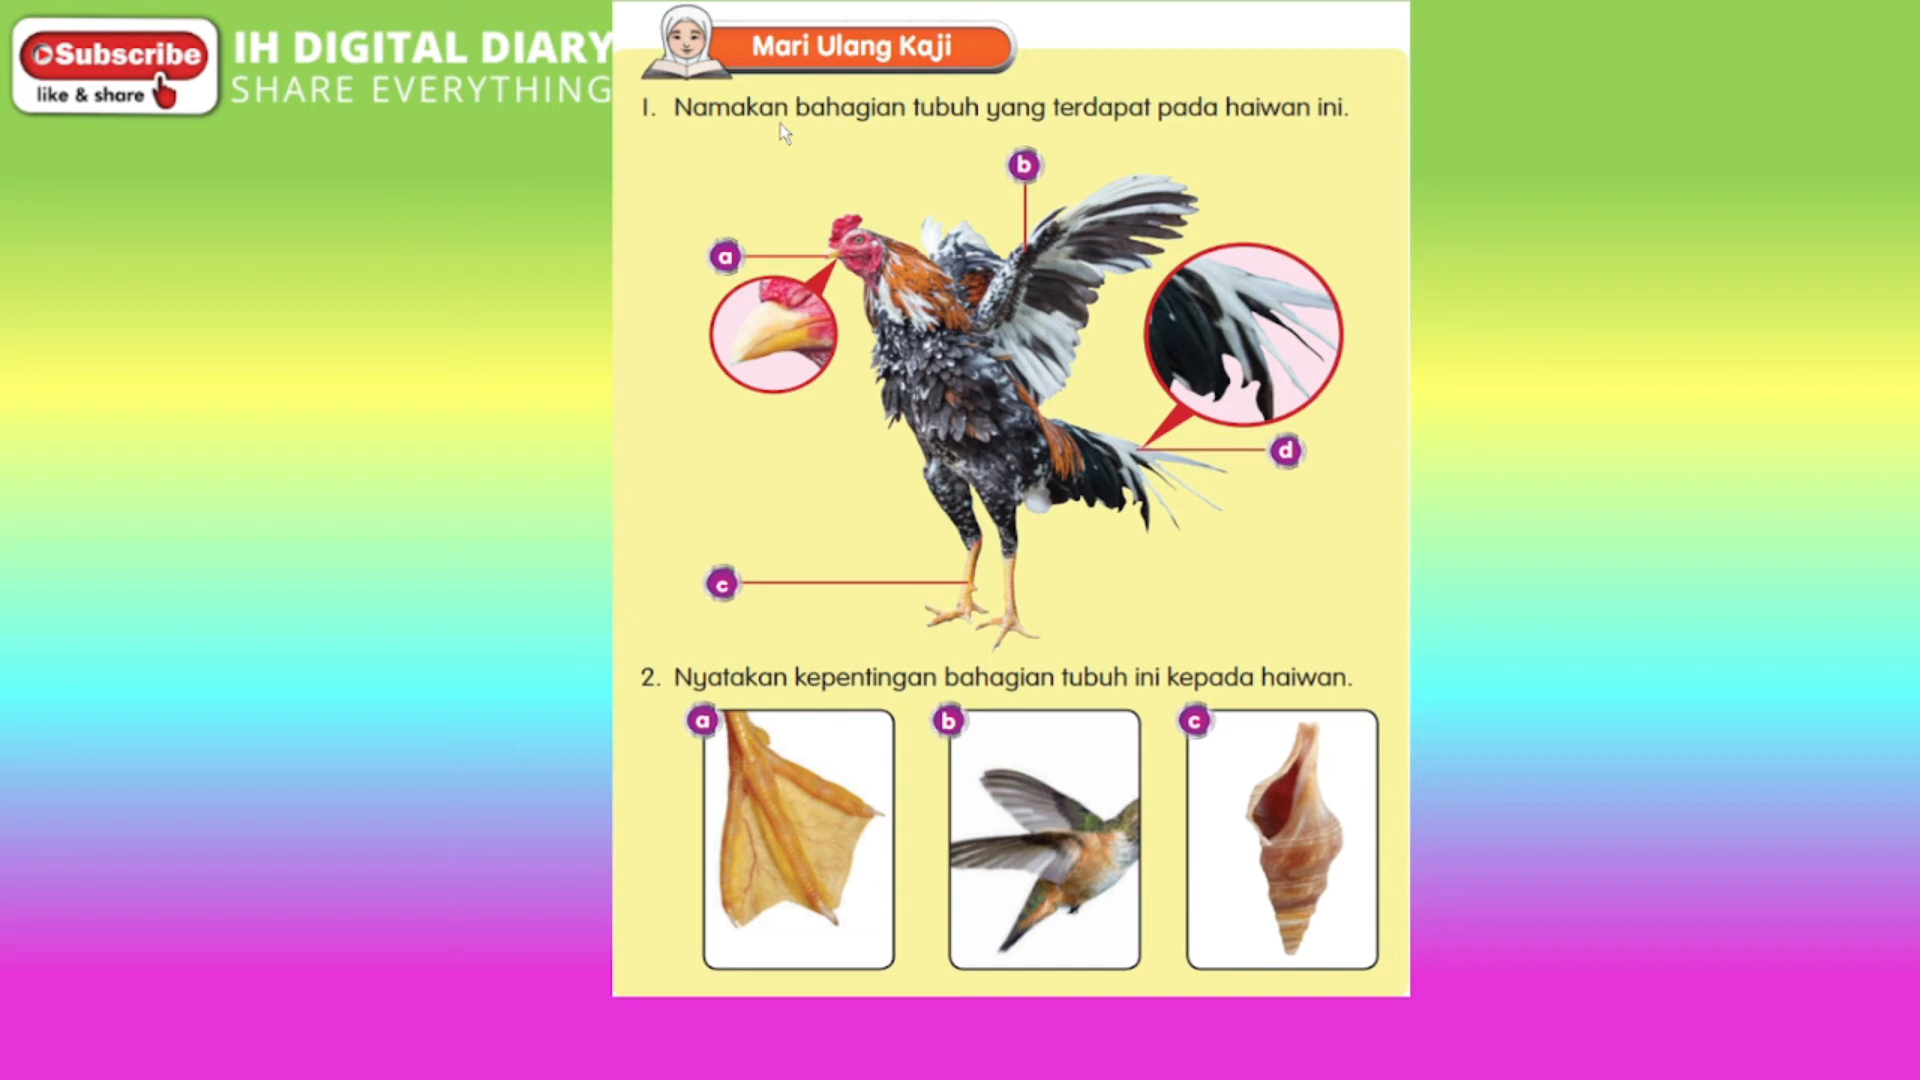 Subscribe
like & share
IH DIGITAL DIARY
SHARE EVERYTHING
Mari Ulang Kaji
1. Namakan bahagian tubuh yang terdapat pada haiwan ini.
b
a
d
c
2. Nyatakan kepentingan bahagian tubuh ini kepada haiwan.
a b c